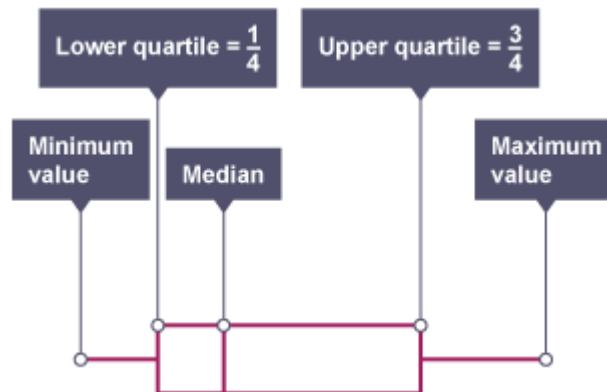 Lower quartile = 1/4
Upper quartile = 3/4
Minimum
value
Median
Maximum
value